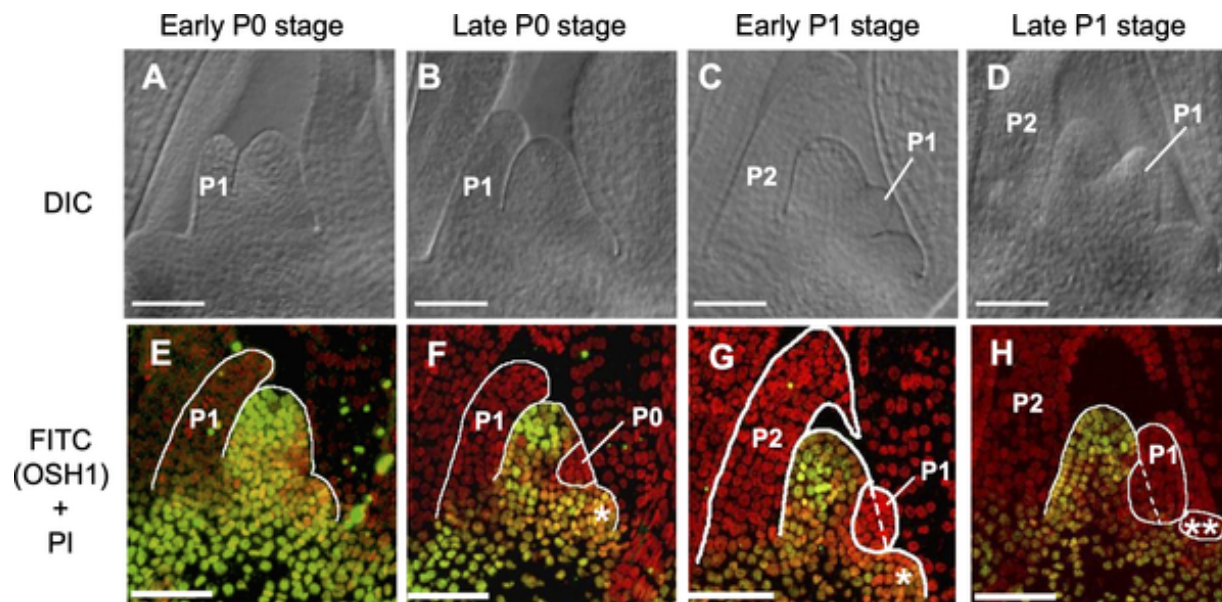 Early P0 stage Late P0 stage Early P1 stage Late P1 stage
A B C D
P1 P1 P2 P1 P2 P1
DIC
E F G H
P1 P1 P0 P2 P1 P2 P1
FITC
(OSH1)
+
PI
* * **